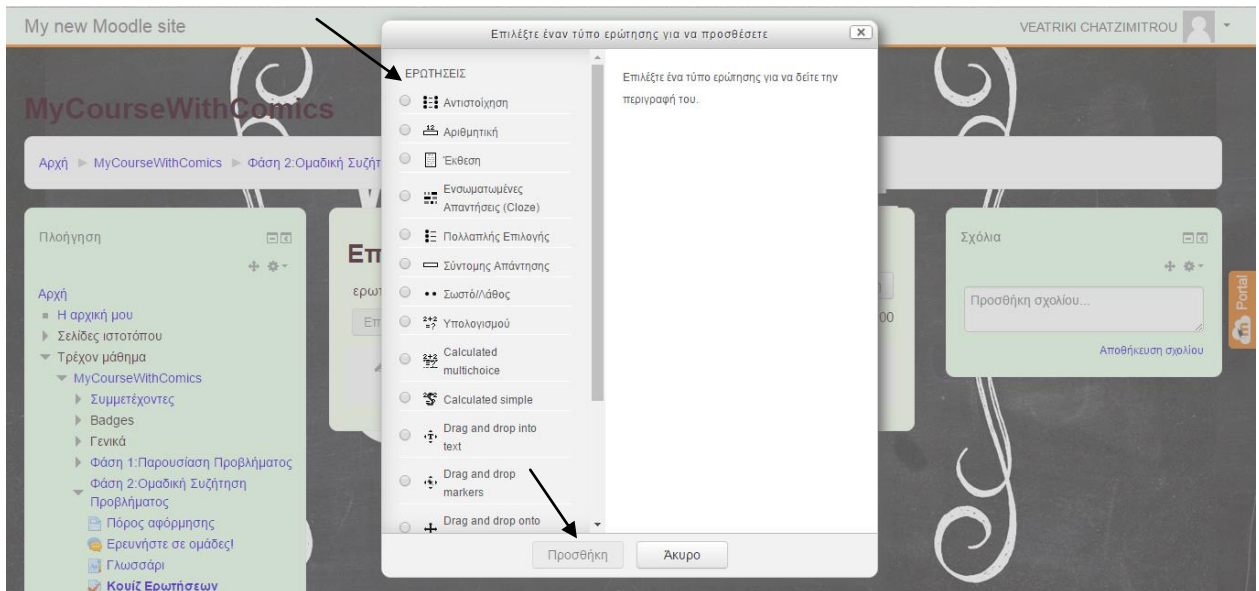 My new Moodle site
VEATRIKI CHATZIMITROU
MyCourseWithComics
Αρχή MyCourseWithComics Φάση 2:Ομαδική Συζήτ
Πλοήγηση
Αρχή
Η αρχική μου
Σελίδες ιστοτόπου
Τρέχον μάθημα
MyCourseWithComics
Συμμετέχοντες
Badges
Γενικά
Φάση 1:Παρουσίαση Προβλήματος
Φάση 2:Ομαδική Συζήτηση
Προβλήματος
Πόρος αφόρμησης
Ερευνήστε σε ομάδες!
Γλωσσάρι
Κουίζ Ερωτήσεων
Επ
ερωτ
Επ
Επιλέξτε έναν τύπο ερώτησης για να προσθέσετε
ΕΡΩΤΗΣΕΙΣ
Αντιστοίχηση
Αριθμητική
Έκθεση
Ενσωματωμένες
Απαντήσεις (Cloze)
Πολλαπλής Επιλογής
Σύντομης Απάντησης
Σωστό/Λάθος
Υπολογισμού
Calculated
multichoice
Calculated simple
Drag and drop into
text
Drag and drop
markers
Drag and drop onto
Επιλέξτε ένα τύπο ερώτησης για να δείτε την
περιγραφή του.
Προσθήκη Άκυρο
00
Σχόλια
Προσθήκη σχολίου...
Αποθήκευση σχολίου
Portal